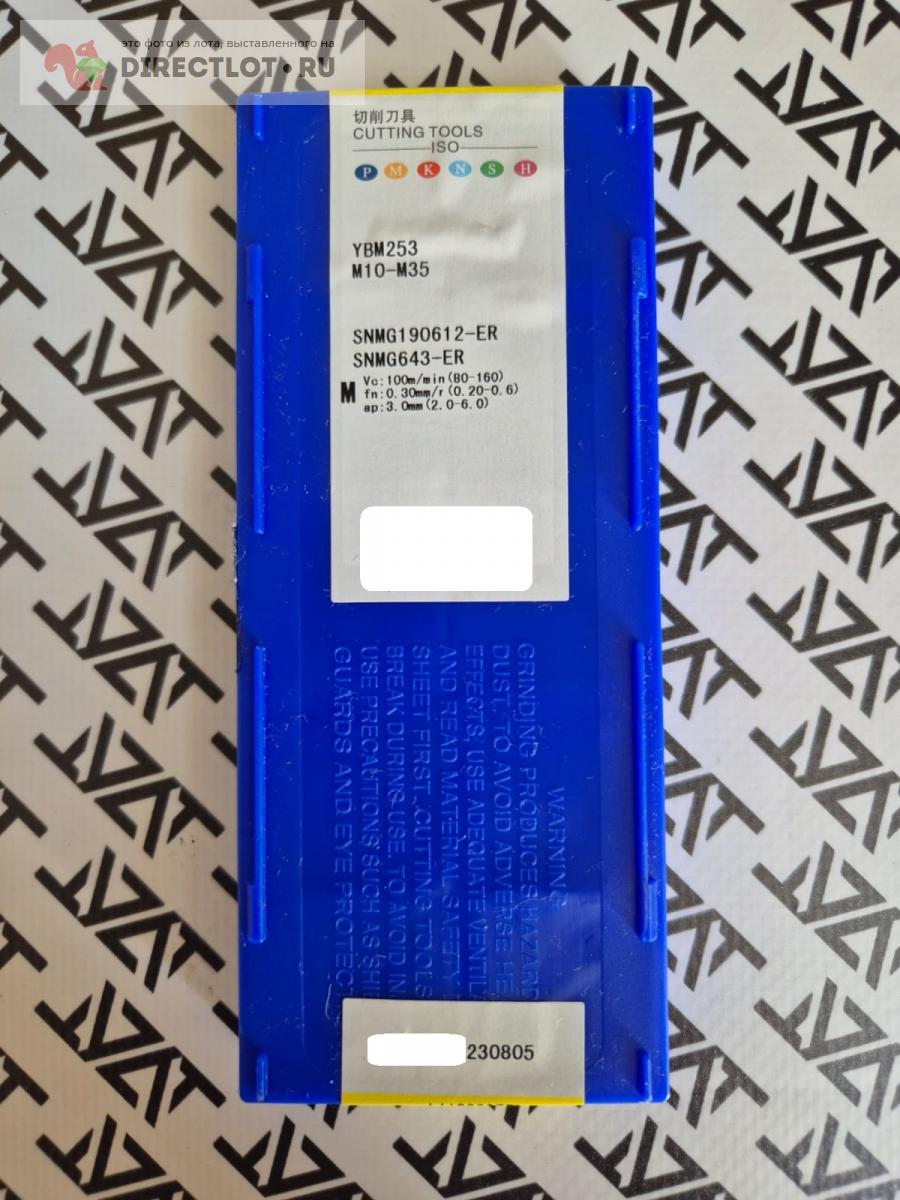 это фото из лота, выставленного на
DIRECTLOT.RU
切削刀具
CUTTING TOOLS
ISO
P M K N S H
YBM253
M10-M35
SNMG190612-ER
SNMG643-ER
M
Vc:100m/min(80-160)
fn:0.30mm/r(0.20-0.6)
ap:3.0mm(2.0-6.0)
WARNING
GRINDING PRODUCES HAZARD
DUST. TO AVOID ADVERSE HE
EFFECTS, USE ADEQUATE VENTILA
AND READ MATERIAL SAFETY
SHEET FIRST. CUTTING TOOLS
BREAK DURING USE. TO AVOID IN
USE PRECAUTIONS SUCH AS SHIE
GUARDS AND EYE PROTEC
230805